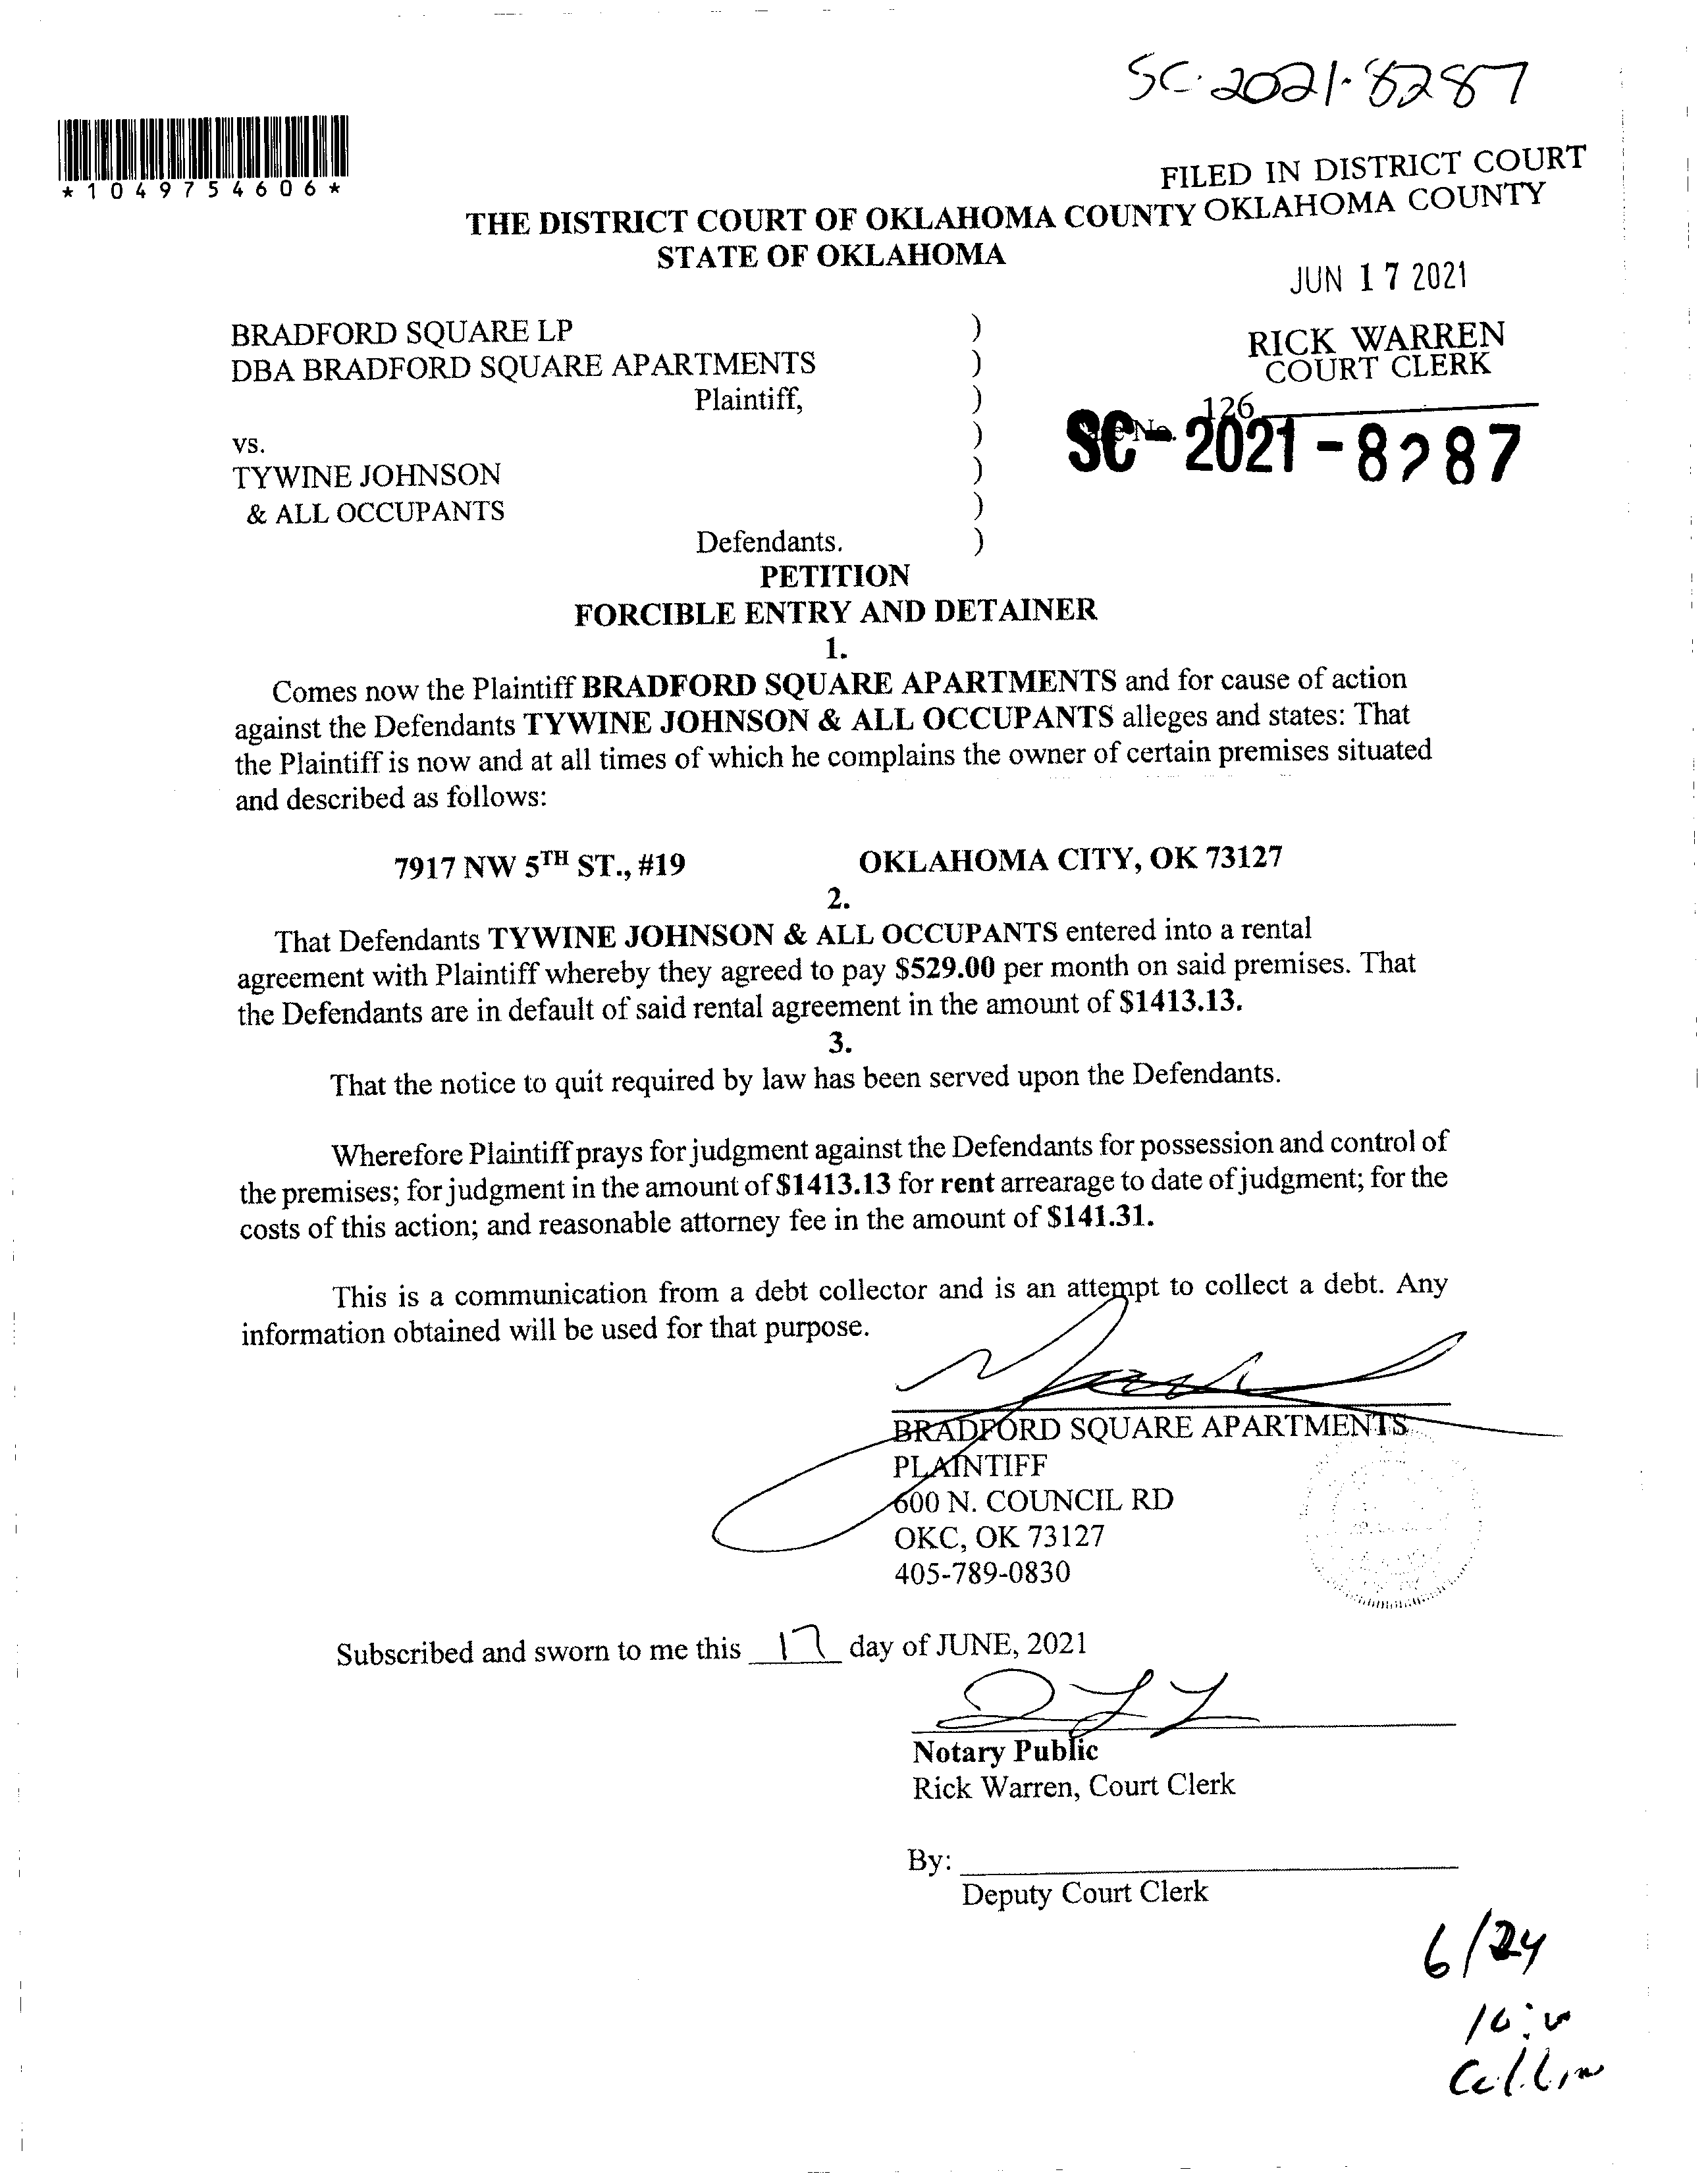 SC-2021-8287
*1049754606*
FILED IN DISTRICT COURT
OKLAHOMA COUNTY
THE DISTRICT COURT OF OKLAHOMA COUNTY
STATE OF OKLAHOMA
JUN 17 2021
BRADFORD SQUARE LP )
DBA BRADFORD SQUARE APARTMENTS )
Plaintiff, )
RICK WARREN
COURT CLERK
126
SC-2021-8287
vs. )
TYWINE JOHNSON )
& ALL OCCUPANTS )
Defendants. )
PETITION
FORCIBLE ENTRY AND DETAINER
1.
Comes now the Plaintiff BRADFORD SQUARE APARTMENTS and for cause of action
against the Defendants TYWINE JOHNSON & ALL OCCUPANTS alleges and states: That
the Plaintiff is now and at all times of which he complains the owner of certain premises situated
and described as follows:
7917 NW 5TH ST., #19 OKLAHOMA CITY, OK 73127
2.
That Defendants TYWINE JOHNSON & ALL OCCUPANTS entered into a rental
agreement with Plaintiff whereby they agreed to pay $529.00 per month on said premises. That
the Defendants are in default of said rental agreement in the amount of $1413.13.
3.
That the notice to quit required by law has been served upon the Defendants.
Wherefore Plaintiff prays for judgment against the Defendants for possession and control of
the premises; for judgment in the amount of $1413.13 for rent arrearage to date of judgment; for the
costs of this action; and reasonable attorney fee in the amount of $141.31.
This is a communication from a debt collector and is an attempt to collect a debt. Any
information obtained will be used for that purpose.
BRADFORD SQUARE APARTMENTS
PLAINTIFF
600 N. COUNCIL RD
OKC, OK 73127
405-789-0830
Subscribed and sworn to me this 17 day of JUNE, 2021
Notary Public
Rick Warren, Court Clerk
By:
Deputy Court Clerk
6/24